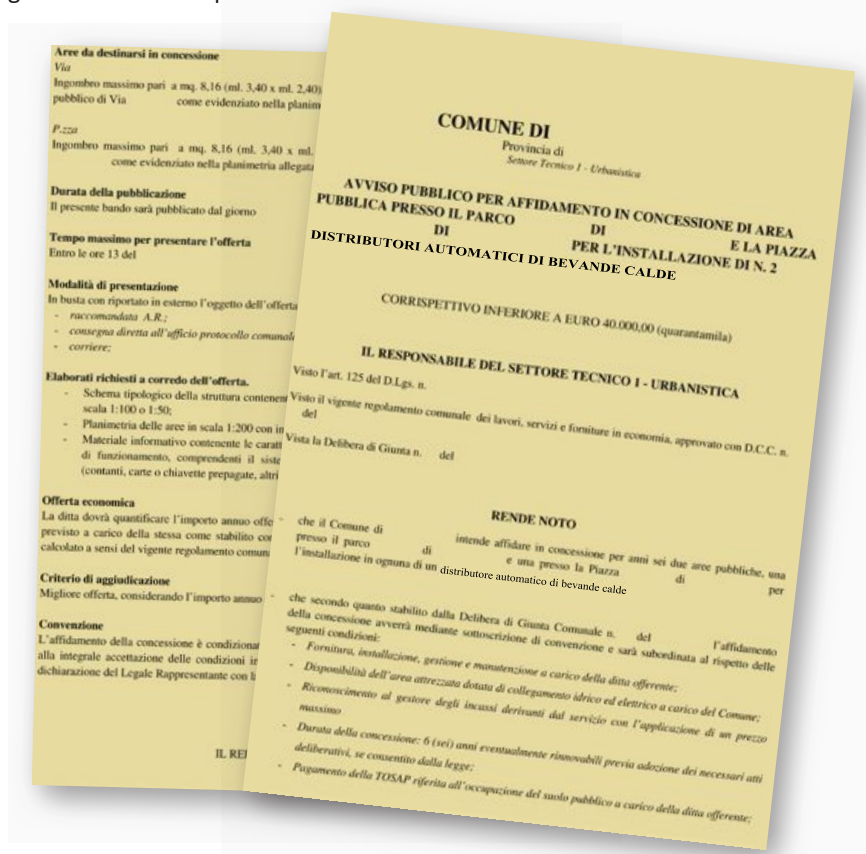 Aree da destinarsi in concessione
Via
Ingombro massimo pari a mq. 8,16 (ml. 3,40 x ml. 2,40)
pubblico di Via come evidenziato nella planim
P.zza
Ingombro massimo pari a mq. 8,16 (ml. 3,40 x ml.
come evidenziato nella planimetria allegata
Durata della pubblicazione
Il presente bando sarà pubblicato dal giorno
Tempo massimo per presentare l'offerta
Entro le ore 13 del
Modalità di presentazione
In busta con riportato in esterno l'oggetto dell'offerta
- raccomandata A.R.;
- consegna diretta all'ufficio protocollo comunale
- corriere;
Elaborati richiesti a corredo dell'offerta.
- Schema tipologico della struttura contenen
scala 1:100 o 1:50;
- Planimetria delle aree in scala 1:200 con in
- Materiale informativo contenente le caratt
di funzionamento, comprendenti il siste
(contanti, carte o chiavette prepagate, altri
Offerta economica
La ditta dovrà quantificare l'importo annuo offe
previsto a carico della stessa come stabilito con
calcolato a sensi del vigente regolamento comun
Criterio di aggiudicazione
Migliore offerta, considerando l'importo annuo
Convenzione
L'affidamento della concessione è condizionat
alla integrale accettazione delle condizioni in
dichiarazione del Legale Rappresentante con la
IL RE
COMUNE DI
Provincia di
Settore Tecnico 1 - Urbanistica
AVVISO PUBBLICO PER AFFIDAMENTO IN CONCESSIONE DI AREA
PUBBLICA PRESSO IL PARCO DI E LA PIAZZA
DI PER L'INSTALLAZIONE DI N. 2
DISTRIBUTORI AUTOMATICI DI BEVANDE CALDE
CORRISPETTIVO INFERIORE A EURO 40.000,00 (quarantamila)
IL RESPONSABILE DEL SETTORE TECNICO 1 - URBANISTICA
Visto l'art. 125 del D.Lgs. n.
Visto il vigente regolamento comunale dei lavori, servizi e forniture in economia, approvato con D.C.C. n.
del
Vista la Delibera di Giunta n. del
RENDE NOTO
- che il Comune di intende affidare in concessione per anni sei due aree pubbliche, una
presso il parco di e una presso la Piazza di per
l'installazione in ognuna di un distributore automatico di bevande calde
- che secondo quanto stabilito dalla Delibera di Giunta Comunale n. del l'affidamento
della concessione avverrà mediante sottoscrizione di convenzione e sarà subordinata al rispetto delle
seguenti condizioni:
- Fornitura, installazione, gestione e manutenzione a carico della ditta offerente;
- Disponibilità dell'area attrezzata dotata di collegamento idrico ed elettrico a carico del Comune;
- Riconoscimento al gestore degli incassi derivanti dal servizio con l'applicazione di un prezzo
massimo
- Durata della concessione: 6 (sei) anni eventualmente rinnovabili previa adozione dei necessari atti
deliberativi, se consentito dalla legge;
- Pagamento della TOSAP riferita all'occupazione del suolo pubblico a carico della ditta offerente;